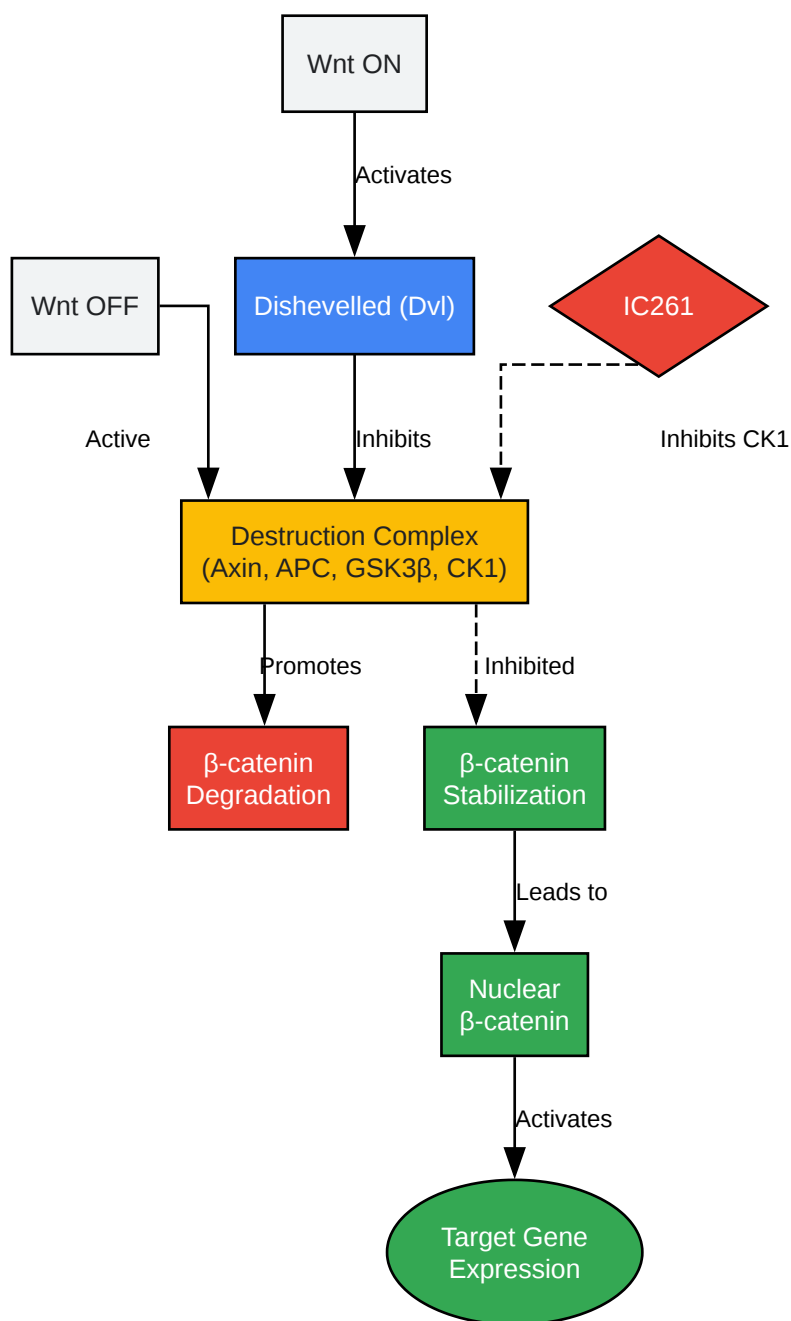 Wnt ON
Activates
Wnt OFF
Dishevelled (Dvl)
IC261
Active
Inhibits
Inhibits CK1
Destruction Complex
(Axin, APC, GSK3β, CK1)
Promotes
Inhibited
β-catenin
Degradation
β-catenin
Stabilization
Leads to
Nuclear
β-catenin
Activates
Target Gene
Expression